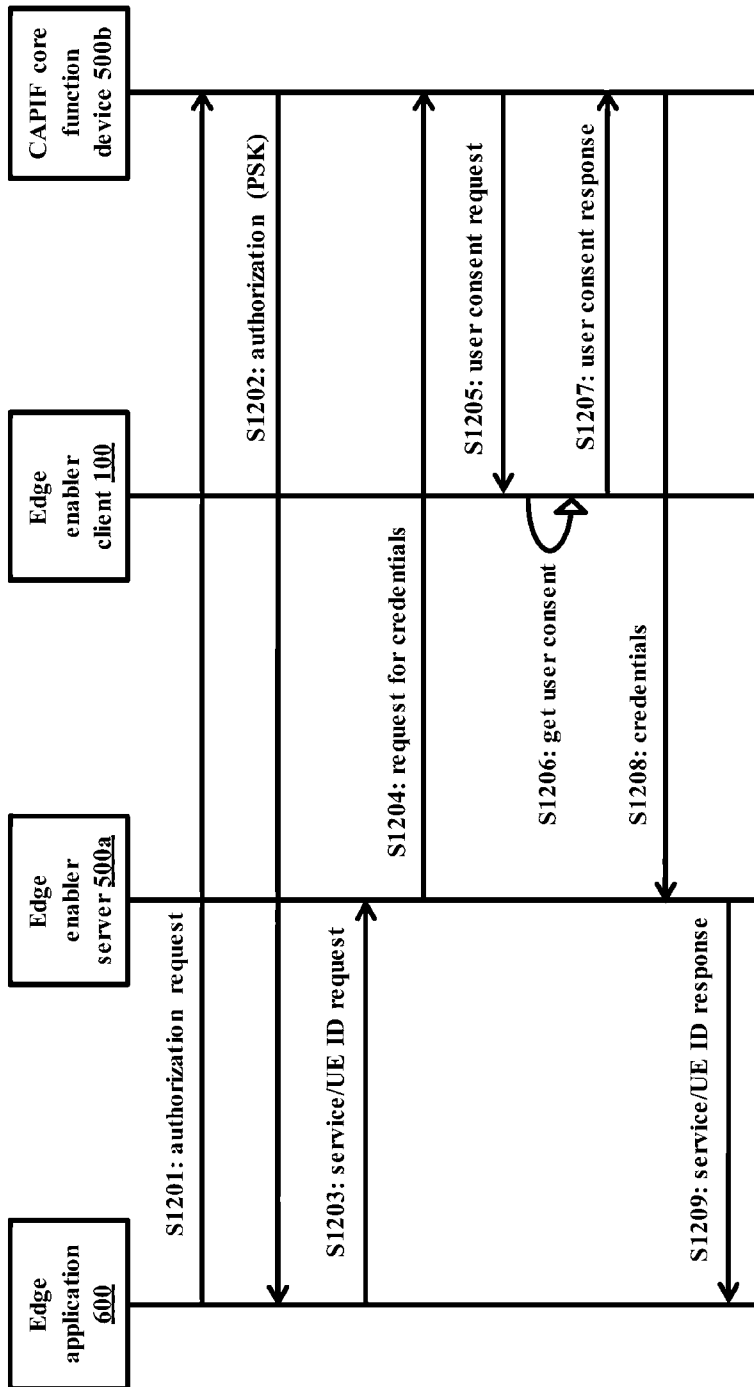 Edge
application
600
Edge
enabler
server 500a
Edge
enabler
client 100
CAPIF core
function
device 500b
S1201: authorization request
S1202: authorization (PSK)
S1203: service/UE ID request
S1204: request for credentials
S1205: user consent request
S1206: get user consent
S1207: user consent response
S1208: credentials
S1209: service/UE ID response